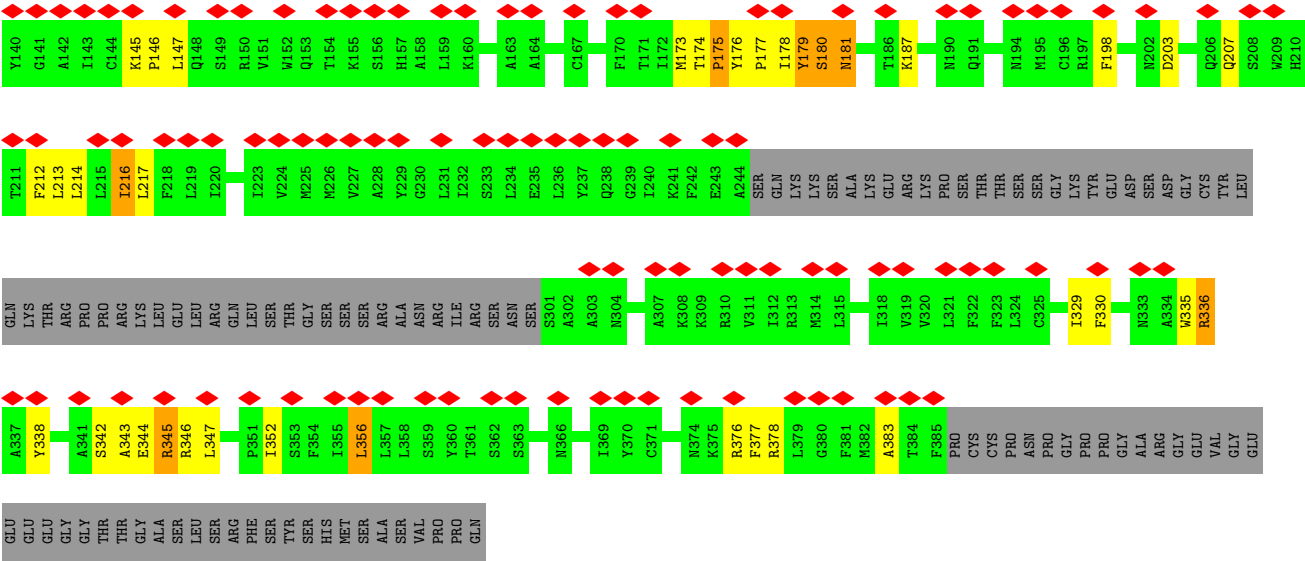 Y140 G141 A142 I143 C144 K145 P146 L147 Q148 S149 R150 V151 W152 Q153 T154 K155 S156 H157 A158 L159 K160 A163 A164 C167 F170 T171 I172 M173 T174 P175 Y176 P177 I178 Y179 S180 N181 T186 K187 N190 Q191 N194 M195 C196 R197 F198 N202 D203 Q206 Q207 S208 W209 H210
T211 F212 L213 L214 L215 I216 L217 F218 L219 I220 I223 V224 M225 M226 V227 A228 Y229 G230 L231 I232 S233 L234 E235 L236 Y237 Q238 G239 I240 K241 F242 E243 A244 SER GLN LYS LYS SER ALA LYS GLU ARG LYS PRO SER THR THR SER SER GLY LYS TYR GLU ASP SER ASP GLY CYS TYR LEU
GLN LYS THR ARG PRO PRO ARG LYS LEU GLU LEU ARG GLN LEU SER THR GLY SER SER SER ARG ALA ASN ARG ILE ARG SER ASN SER S301 A302 A303 N304 A307 K308 K309 R310 V311 I312 R313 M314 L315 I318 V319 V320 L321 F322 F323 L324 C325 I329 F330 N333 A334 W335 R336
A337 Y338 A341 S342 A343 E344 R345 R346 L347 P351 I352 S353 F354 I355 L356 L357 L358 S359 Y360 T361 S362 S363 N366 I369 Y370 C371 N374 K375 R376 F377 R378 L379 G380 F381 M382 A383 T384 F385 PRO CYS CYS PRO ASN PRO GLY PRO PRO GLY ALA ARG GLY GLU VAL GLY GLU
GLU GLU GLU GLY GLY THR THR GLY ALA SER LEU SER ARG PHE SER TYR SER HIS MET SER ALA SER VAL PRO PRO GLN